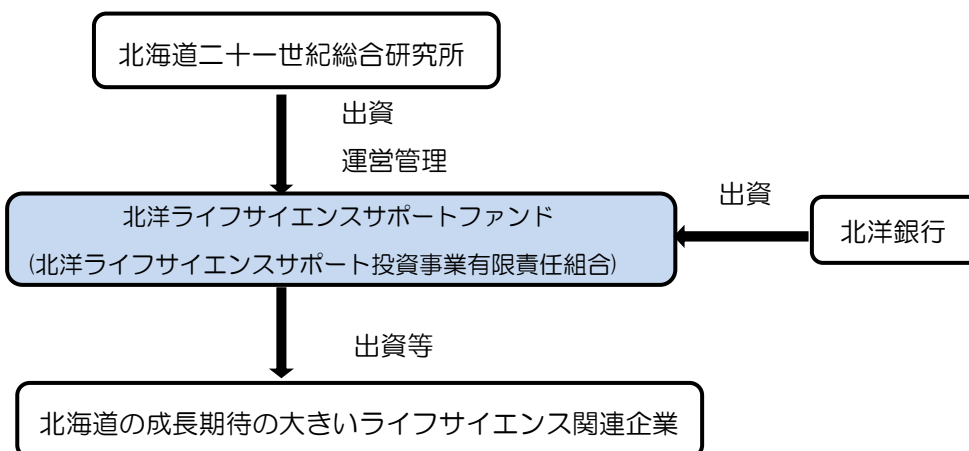 北海道二十一世紀総合研究所
出資
運営管理
出資
北洋ライフサイエンスサポートファンド
(北洋ライフサイエンスサポート投資事業有限責任組合)
北洋銀行
出資等
北海道の成長期待の大きいライフサイエンス関連企業